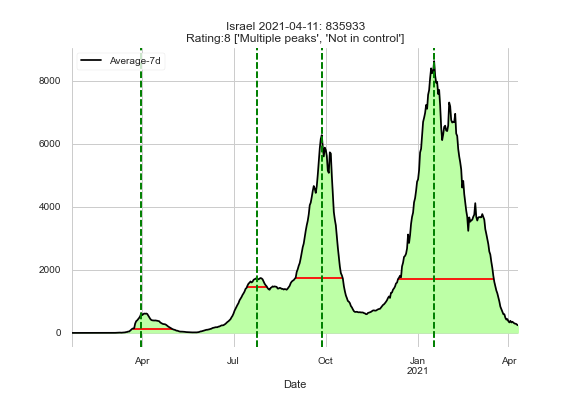 Israel 2021-04-11: 835933
Rating:8 ['Multiple peaks', 'Not in control']
Average-7d
8000
6000
4000
2000
0
Apr
Jul
Oct
Jan
2021
Apr
Date